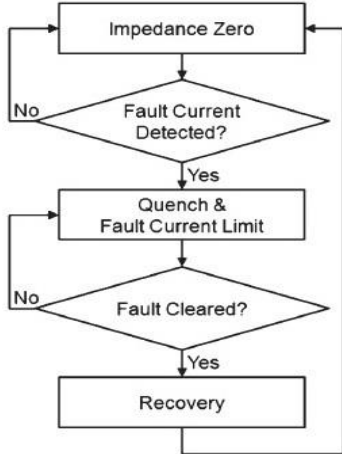 Impedance Zero
No
Fault Current
Detected?
Yes
Quench &
Fault Current Limit
No
Fault Cleared?
Yes
Recovery